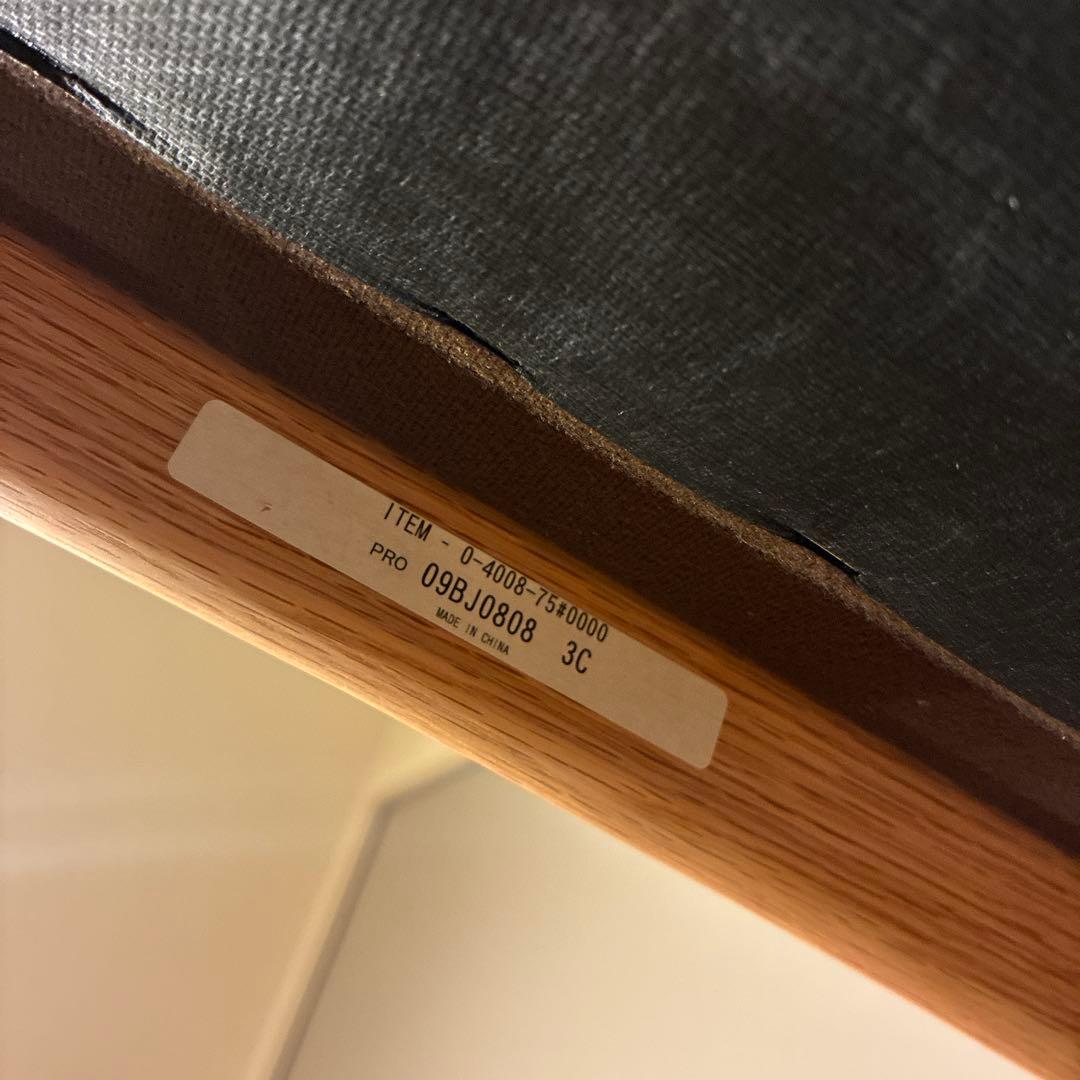 ITEM - 0-4008-75#0000
PRO 09BJ0808 3C
MADE IN CHINA